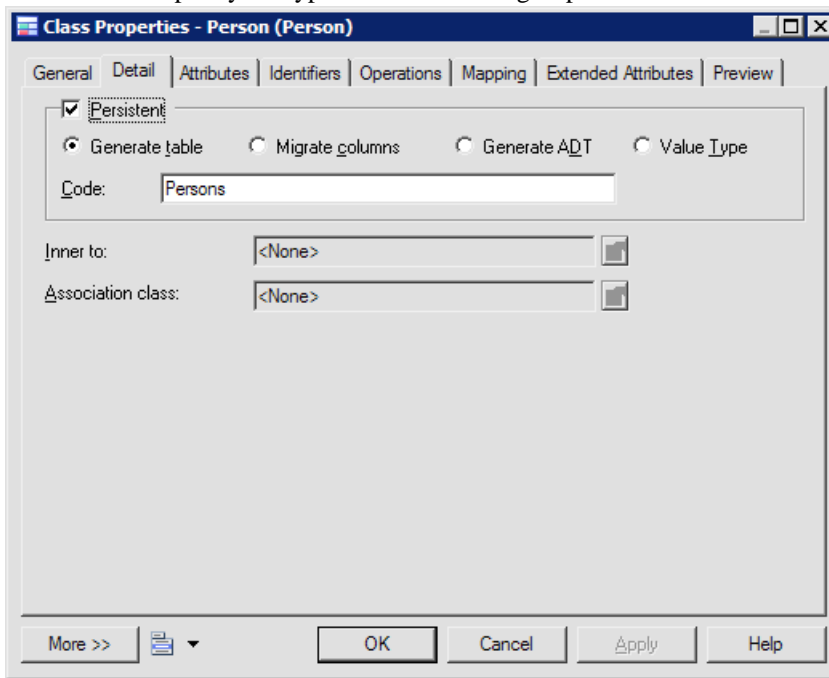 Class Properties - Person (Person)
General Detail Attributes Identifiers Operations Mapping Extended Attributes Preview
Persistent
Generate table Migrate columns Generate ADT Value Type
Code: Persons
Inner to: <None>
Association class: <None>
More >> OK Cancel Apply Help